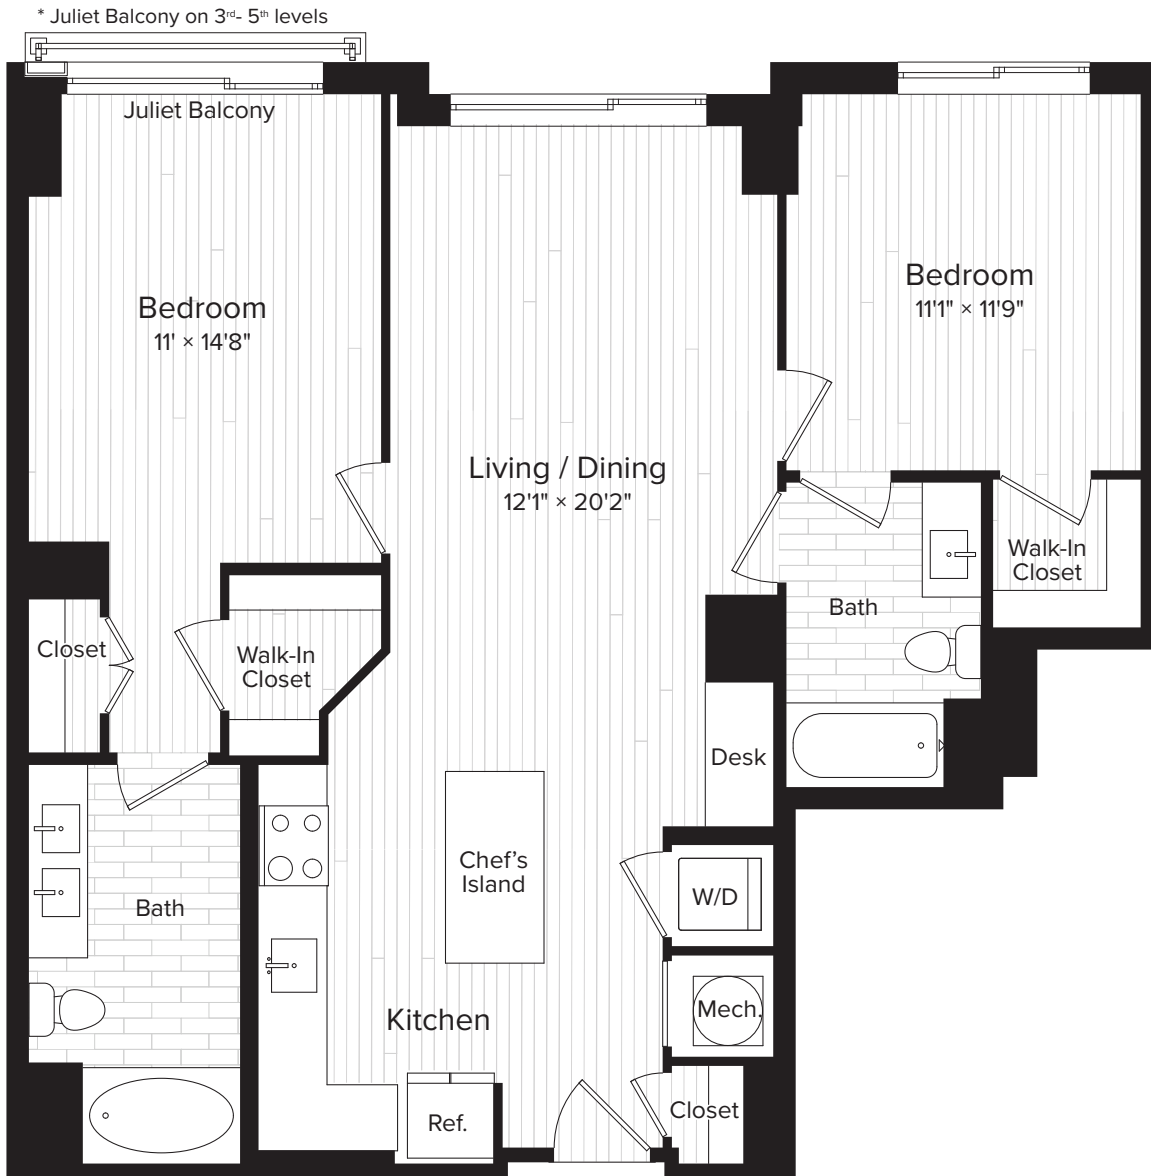 * Juliet Balcony on 3rd- 5th levels
Juliet Balcony
Bedroom
11' × 14'8"
Bedroom
11'1" × 11'9"
Living / Dining
12'1" × 20'2"
Walk-In
Closet
Bath
Closet
Walk-In
Closet
Desk
Chef's
Island
W/D
Bath
Mech.
Kitchen
Ref.
Closet